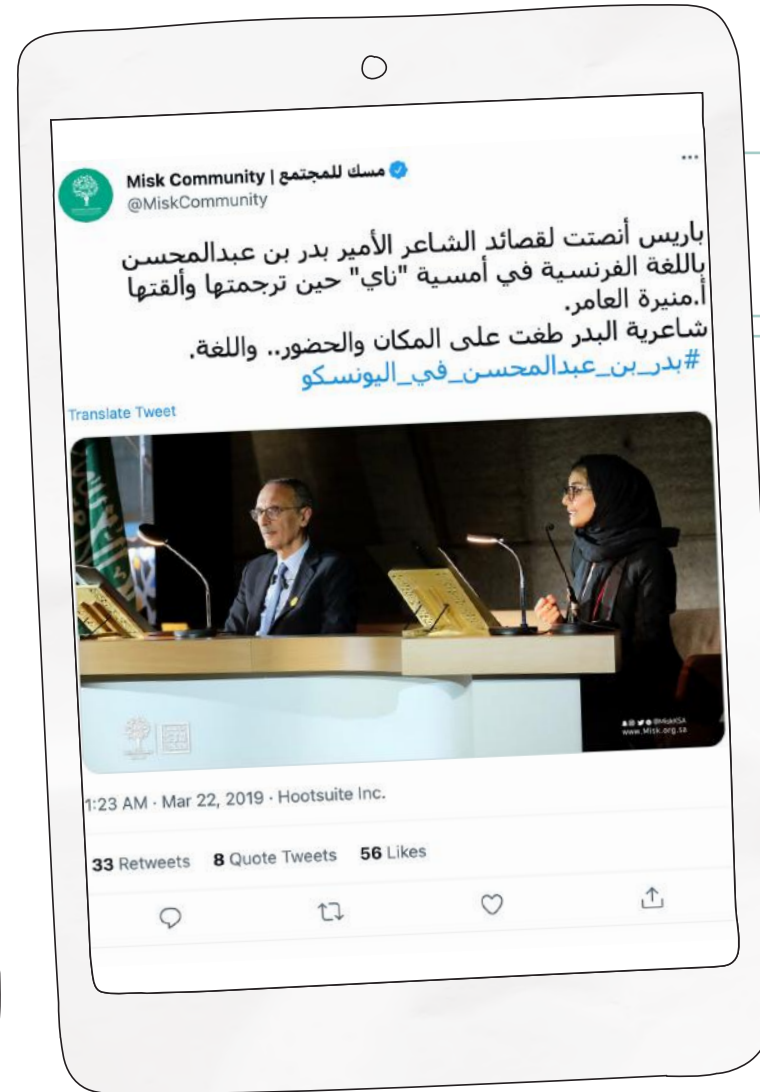 Misk Community | مسك للمجتمع
@MiskCommunity
باريس أنصتت لقصائد الشاعر الأمير بدر بن عبدالمحسن
باللغة الفرنسية في أمسية "ناي" حين ترجمتها وألقتها
أ.منيرة العامر.
شاعرية البدر طغت على المكان والحضور.. واللغة.
#بدر_بن_عبدالمحسن_في_اليونسكو
Translate Tweet
@MiskKSA
www.Misk.org.sa
1:23 AM · Mar 22, 2019 · Hootsuite Inc.
33 Retweets 8 Quote Tweets 56 Likes